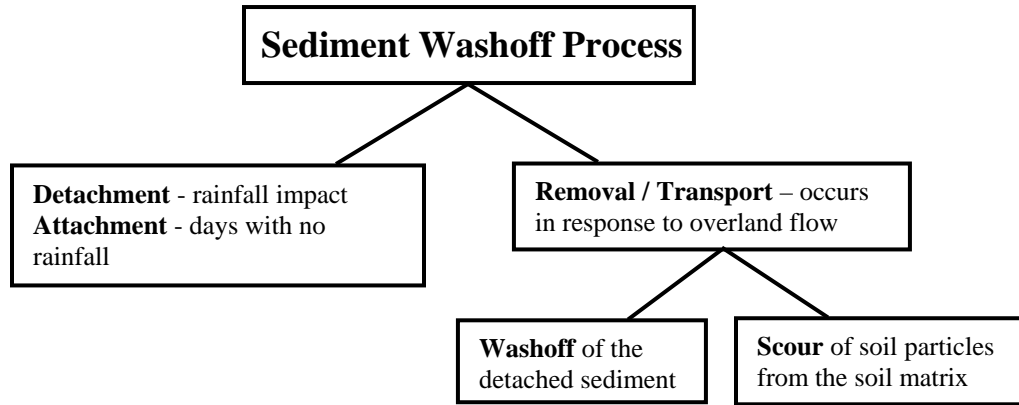 Sediment Washoff Process
Detachment - rainfall impact
Attachment - days with no
rainfall
Removal / Transport – occurs
in response to overland flow
Washoff of the
detached sediment
Scour of soil particles
from the soil matrix